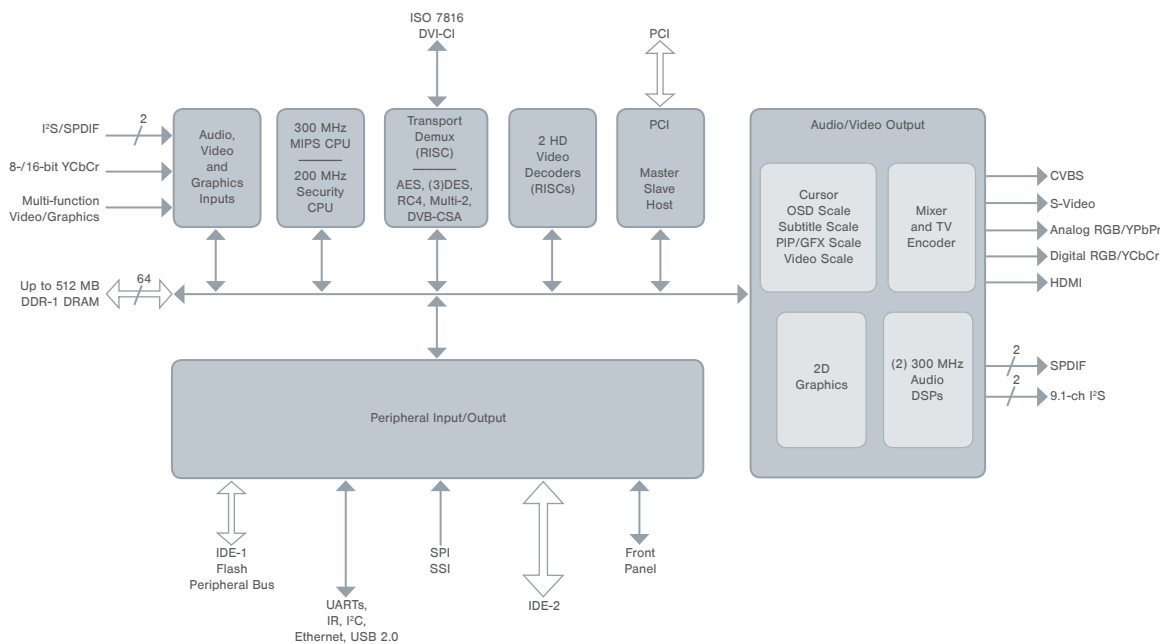 ISO 7816
DVI-CI
PCI
I²S/SPDIF
2
8-/16-bit YCbCr
Multi-function
Video/Graphics
Audio,
Video
and
Graphics
Inputs
300 MHz
MIPS CPU
200 MHz
Security
CPU
Transport
Demux
(RISC)
AES, (3)DES,
RC4, Multi-2,
DVB-CSA
2 HD
Video
Decoders
(RISCs)
PCI
Master
Slave
Host
Audio/Video Output
Cursor
OSD Scale
Subtitle Scale
PIP/GFX Scale
Video Scale
Mixer
and TV
Encoder
2D
Graphics
(2) 300 MHz
Audio
DSPs
CVBS
S-Video
Analog RGB/YPbPr
Digital RGB/YCbCr
HDMI
2
SPDIF
2
9.1-ch I²S
Up to 512 MB
DDR-1 DRAM
64
Peripheral Input/Output
IDE-1
Flash
Peripheral Bus
UARTs,
IR, I²C,
Ethernet, USB 2.0
SPI
SSI
IDE-2
Front
Panel